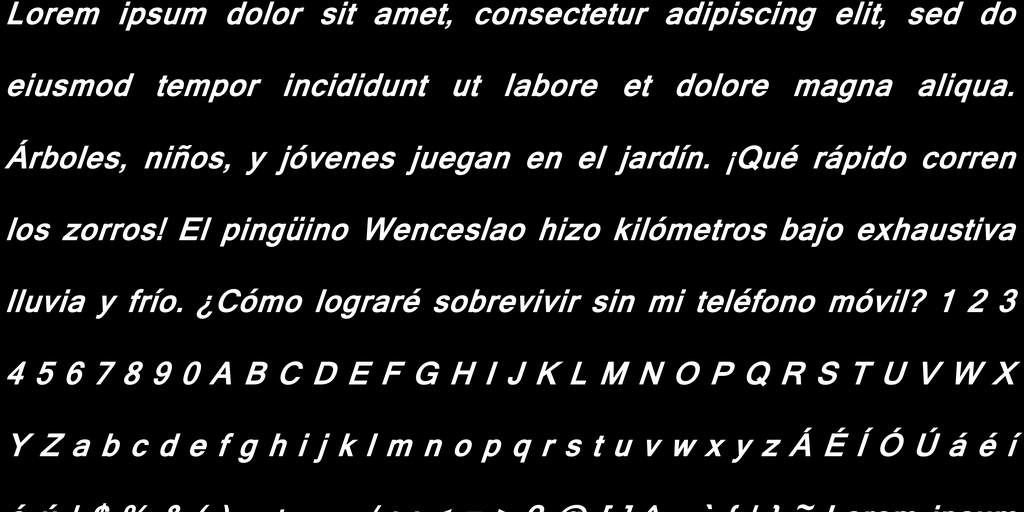 Lorem ipsum dolor sit amet, consectetur adipiscing elit, sed do
eiusmod tempor incididunt ut labore et dolore magna aliqua.
Árboles, niños, y jóvenes juegan en el jardín. ¡Qué rápido corren
los zorros! El pingüino Wenceslao hizo kilómetros bajo exhaustiva
lluvia y frío. ¿Cómo lograré sobrevivir sin mi teléfono móvil? 1 2 3
4 5 6 7 8 9 0 A B C D E F G H I J K L M N O P Q R S T U V W X
Y Z a b c d e f g h i j k l m n o p q r s t u v w x y z Á É Í Ó Ú á é í
Lorem ipsum